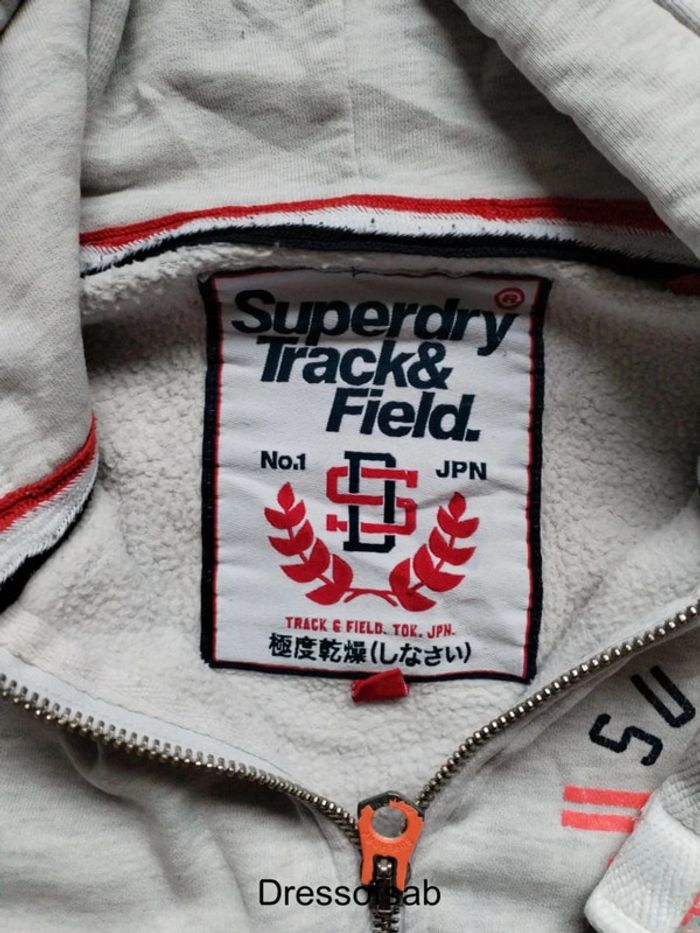 ®
Superdry
Track&
Field.
No.1 DS JPN
TRACK & FIELD. TOK. JPN.
極度乾燥(しなさい)
SU
Dressofsab